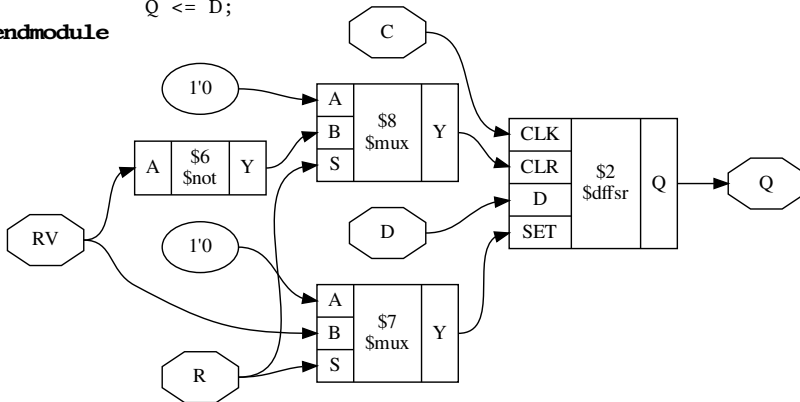 Q <= D;
endmodule
C
1'0
A
B
S
$8
$mux
Y
A
$6
$not
Y
CLK
CLR
D
SET
$2
$dffsr
Q
Q
RV
1'0
D
A
B
S
$7
$mux
Y
R